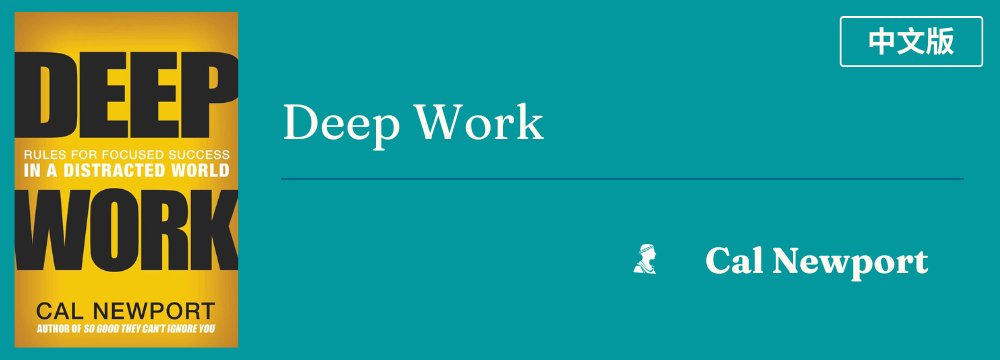 DEEP
RULES FOR FOCUSED SUCCESS
IN A DISTRACTED WORLD
WORK
CAL NEWPORT
AUTHOR OF SO GOOD THEY CAN'T IGNORE YOU
中文版
Deep Work
Cal Newport